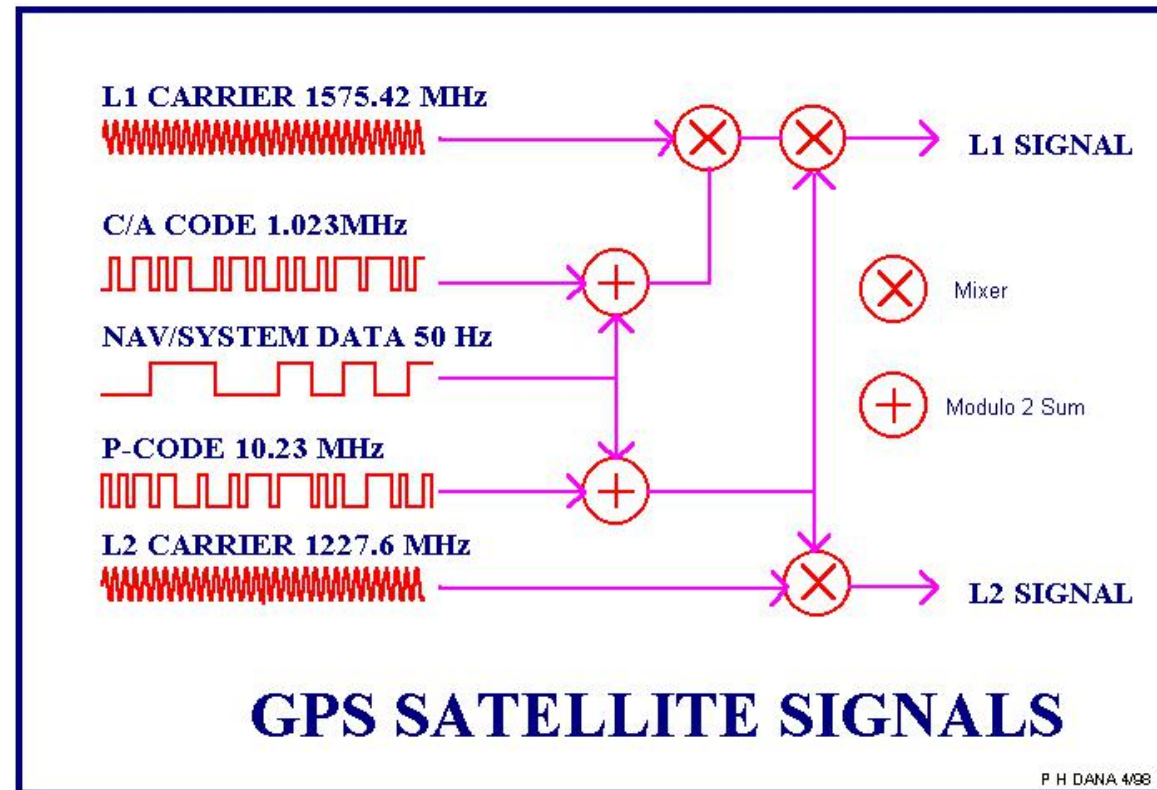 L1 CARRIER 1575.42 MHz
L1 SIGNAL
C/A CODE 1.023MHz
Mixer
NAV/SYSTEM DATA 50 Hz
Modulo 2 Sum
P-CODE 10.23 MHz
L2 CARRIER 1227.6 MHz
L2 SIGNAL
GPS SATELLITE SIGNALS
P H DANA 4/98